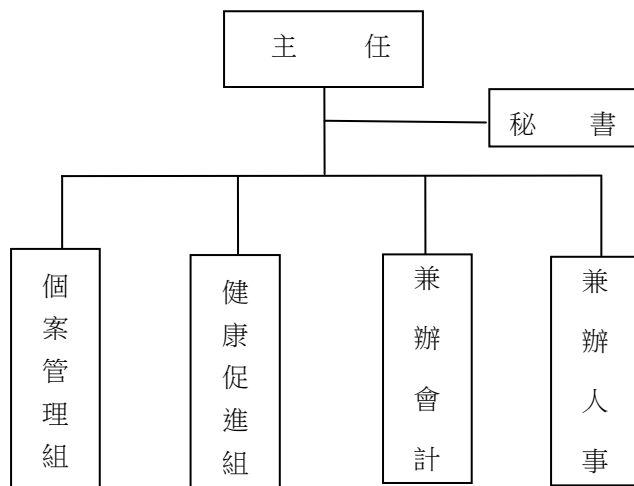 主 任
秘 書
個案管理組
健康促進組
兼辦會計
兼辦人事